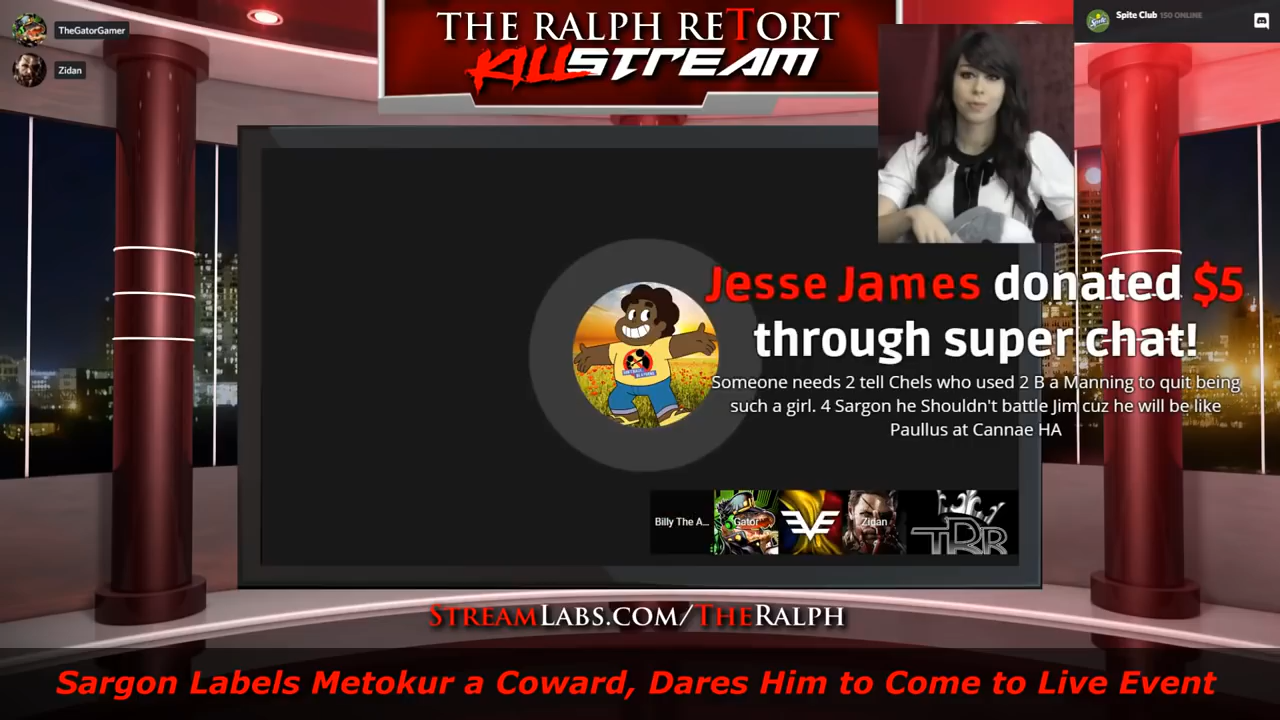 TheGatorGamer
Zidan
THE RALPH RETORT
KILLSTREAM
Spite Club 150 ONLINE
Jesse James donated $5
through super chat!
Someone needs 2 tell Chels who used 2 B a Manning to quit being
such a girl. 4 Sargon he Shouldn't battle Jim cuz he will be like
Paullus at Cannae HA
Billy The A...
Gator
Zidan
TRR
STREAMLABS.COM/THERALPH
Sargon Labels Metokur a Coward, Dares Him to Come to Live Event